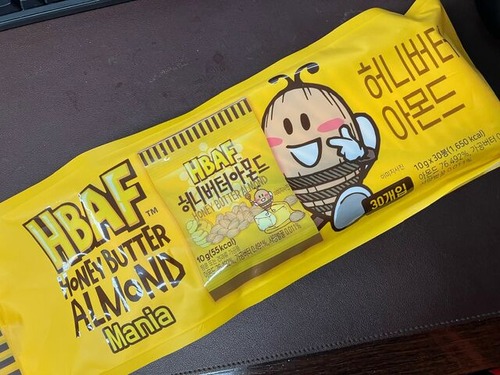 HBAF™
HONEY BUTTER
ALMOND
Mania
HBAF
허니버터아몬드
HONEY BUTTER ALMOND
10g(55kcal)
허니버터
아몬드
10g x 30봉(1,650 kcal)
30개입